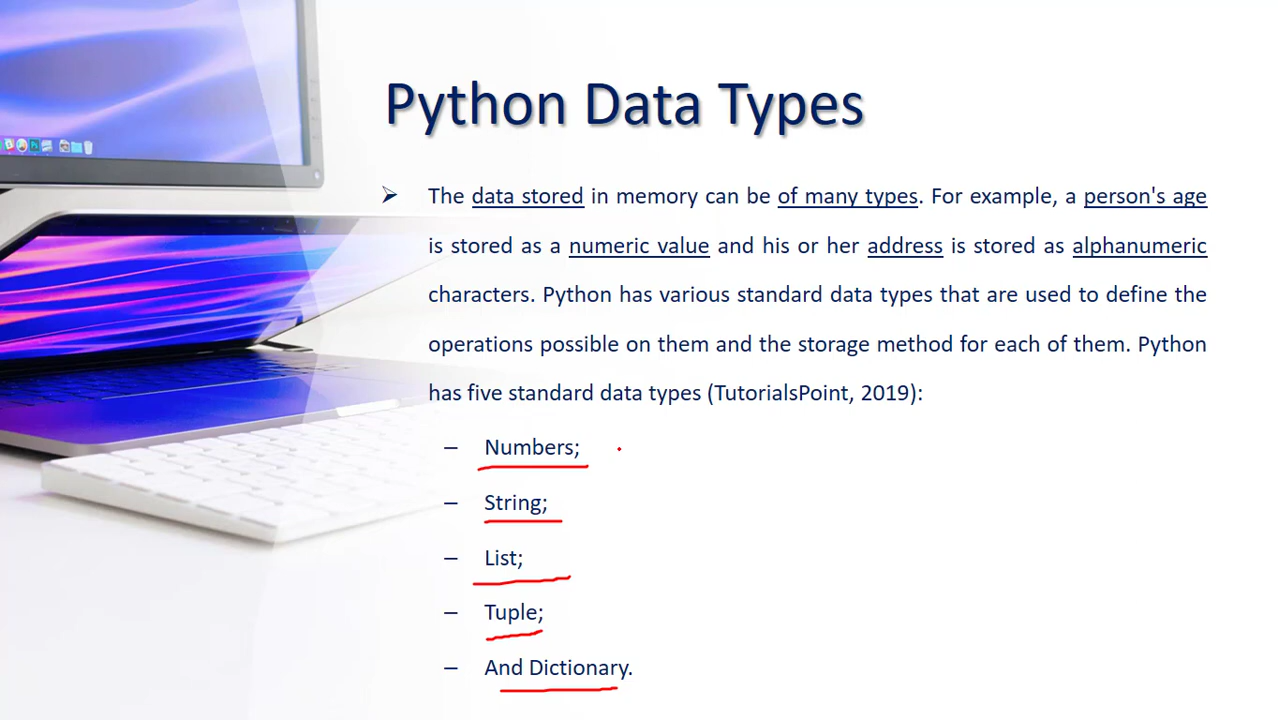 Python Data Types
➢ The data stored in memory can be of many types. For example, a person's age
is stored as a numeric value and his or her address is stored as alphanumeric
characters. Python has various standard data types that are used to define the
operations possible on them and the storage method for each of them. Python
has five standard data types (TutorialsPoint, 2019):
– Numbers;
– String;
– List;
– Tuple;
– And Dictionary.